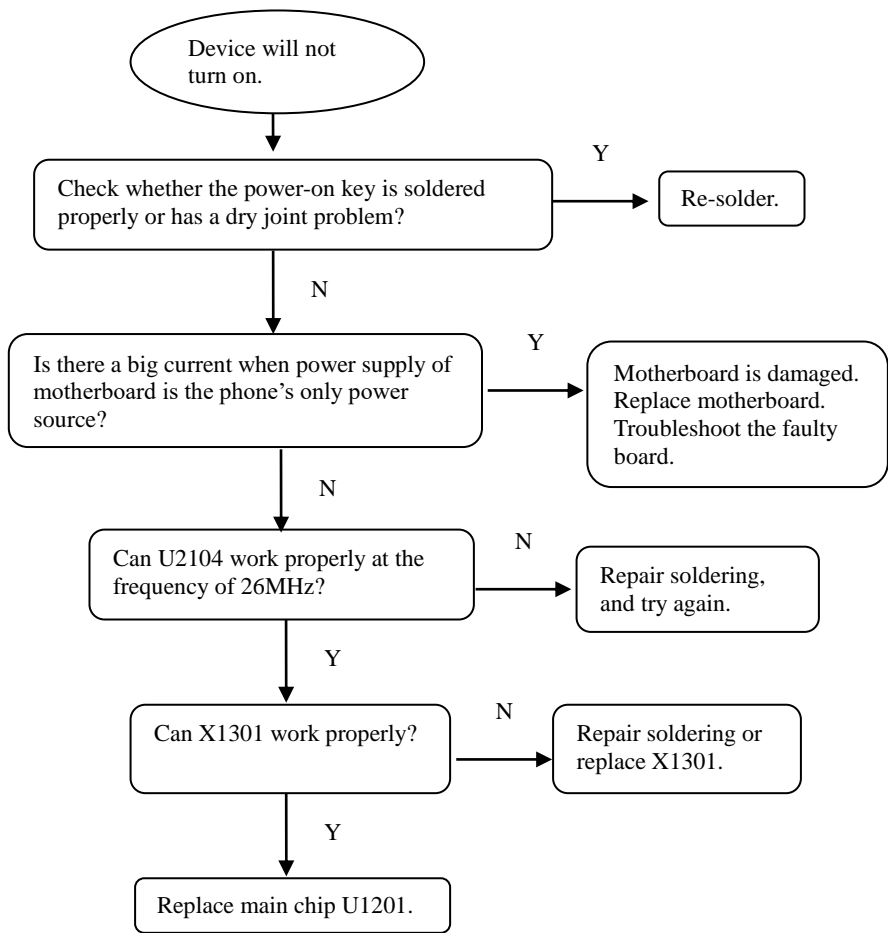 Device will not
turn on.
Y
Check whether the power-on key is soldered
properly or has a dry joint problem?
Re-solder.
N
Y
Is there a big current when power supply of
motherboard is the phone’s only power
source?
Motherboard is damaged.
Replace motherboard.
Troubleshoot the faulty
board.
N
N
Can U2104 work properly at the
frequency of 26MHz?
Repair soldering,
and try again.
Y
N
Can X1301 work properly?
Repair soldering or
replace X1301.
Y
Replace main chip U1201.